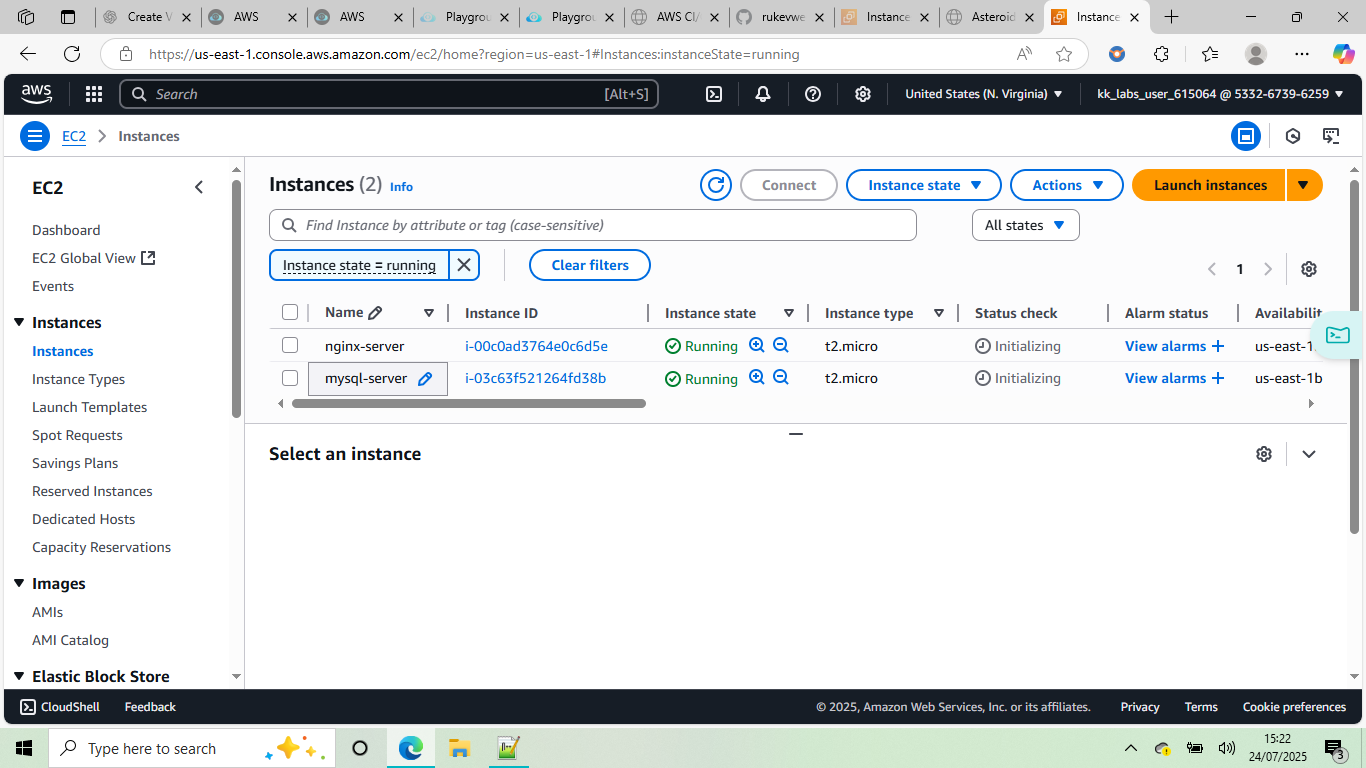 Create V
AWS
AWS
Playgrou
Playgrou
AWS CI/
rukevwe
Instance
Asteroid
Instance
https://us-east-1.console.aws.amazon.com/ec2/home?region=us-east-1#Instances:instanceState=running
aws
Search
[Alt+S]
United States (N. Virginia)
kk_labs_user_615064 @ 5332-6739-6259
EC2
Instances
EC2
Dashboard
EC2 Global View
Events
Instances
Instances
Instance Types
Launch Templates
Spot Requests
Savings Plans
Reserved Instances
Dedicated Hosts
Capacity Reservations
Images
AMIs
AMI Catalog
Elastic Block Store
Instances (2) Info
Connect
Instance state
Actions
Launch instances
Find Instance by attribute or tag (case-sensitive)
All states
Instance state = running
Clear filters
1
Name Instance ID Instance state Instance type Status check Alarm status Availabilit
nginx-server i-00c0ad3764e0c6d5e Running t2.micro Initializing View alarms + us-east-1
mysql-server i-03c63f521264fd38b Running t2.micro Initializing View alarms + us-east-1b
Select an instance
CloudShell
Feedback
© 2025, Amazon Web Services, Inc. or its affiliates.
Privacy
Terms
Cookie preferences
Type here to search
15:22
24/07/2025
3